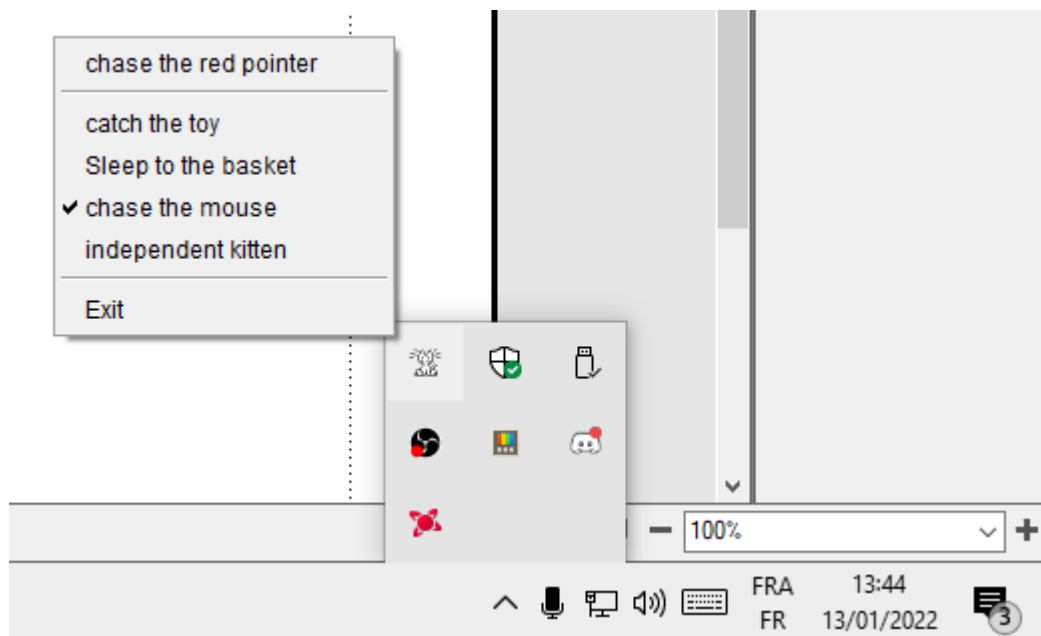 chase the red pointer
catch the toy
Sleep to the basket
chase the mouse
independent kitten
Exit
100%
FRA 13:44
FR 13/01/2022
3